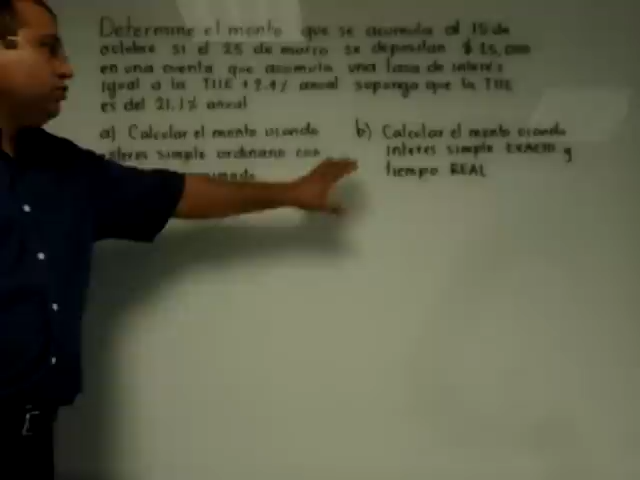 Determine el monto que se acumula al 15 de
octubre si el 25 de marzo se depositan $15,000
en una cuenta que acumula una tasa de interes
igual a la TIIE + 2.4% anual suponga que la TIIE
es del 21.1% anual
a) Calcular el monto usando
interes simple ordinario con
b) Calcular el monto usando
interes simple EXACTO y
tiempo REAL